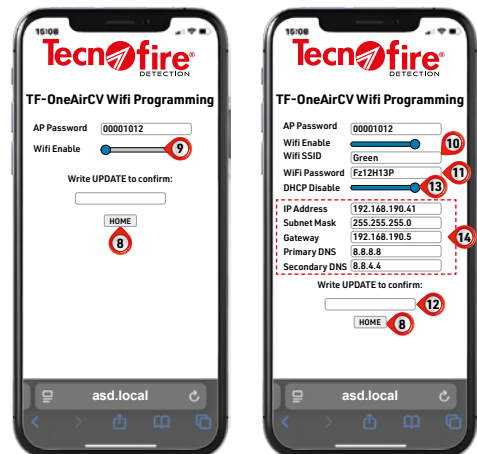 15:08
Tecnofire®
DETECTION
TF-OneAirCV Wifi Programming
AP Password 00001012
Wifi Enable 9
Write UPDATE to confirm:
HOME
8
asd.local
15:08
Tecnofire®
DETECTION
TF-OneAirCV Wifi Programming
AP Password 00001012
Wifi Enable 10
Wifi SSID Green
WiFi Password Fz12H13P 11
DHCP Disable 13
IP Address 192.168.190.41
Subnet Mask 255.255.255.0
Gateway 192.168.190.5 14
Primary DNS 8.8.8.8
Secondary DNS 8.8.4.4
Write UPDATE to confirm:
12
HOME 8
asd.local